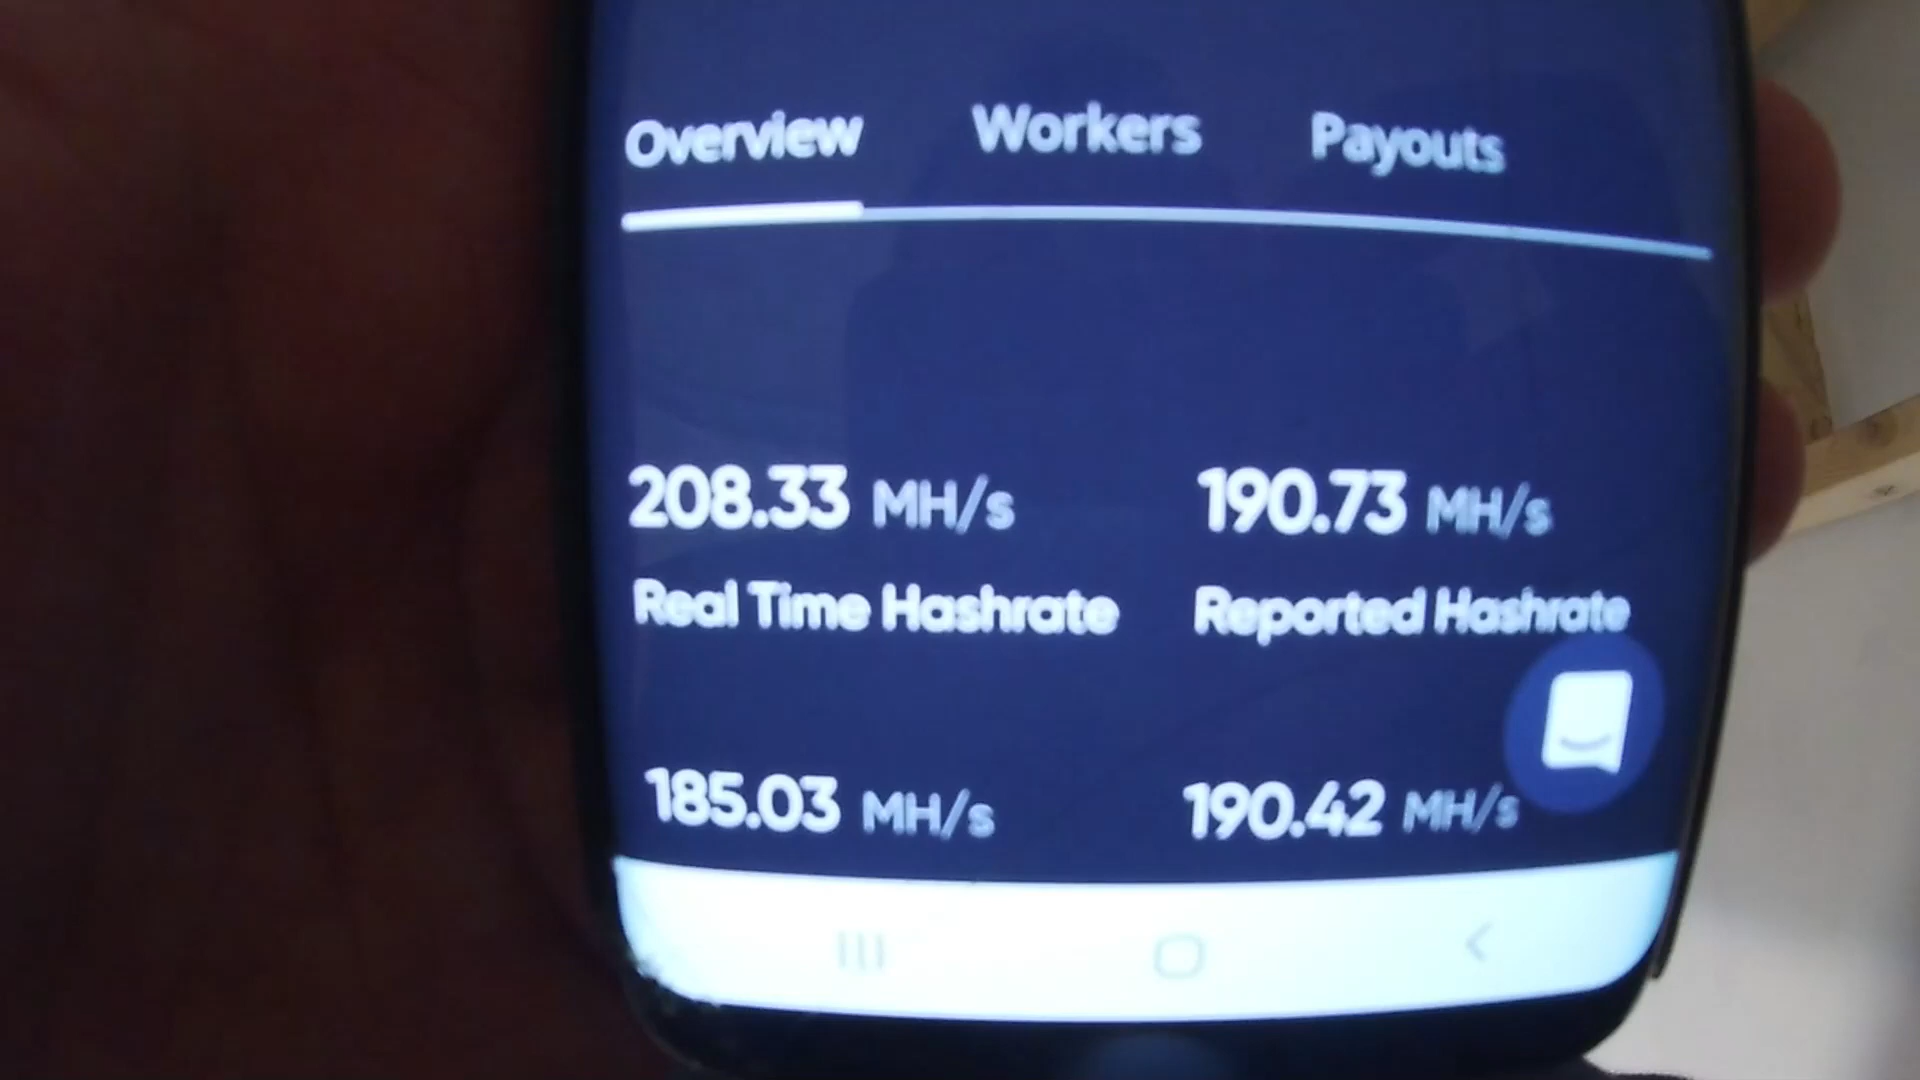 Overview Workers Payouts
208.33 MH/s 190.73 MH/s
Real Time Hashrate Reported Hashrate
185.03 MH/s 190.42 MH/s